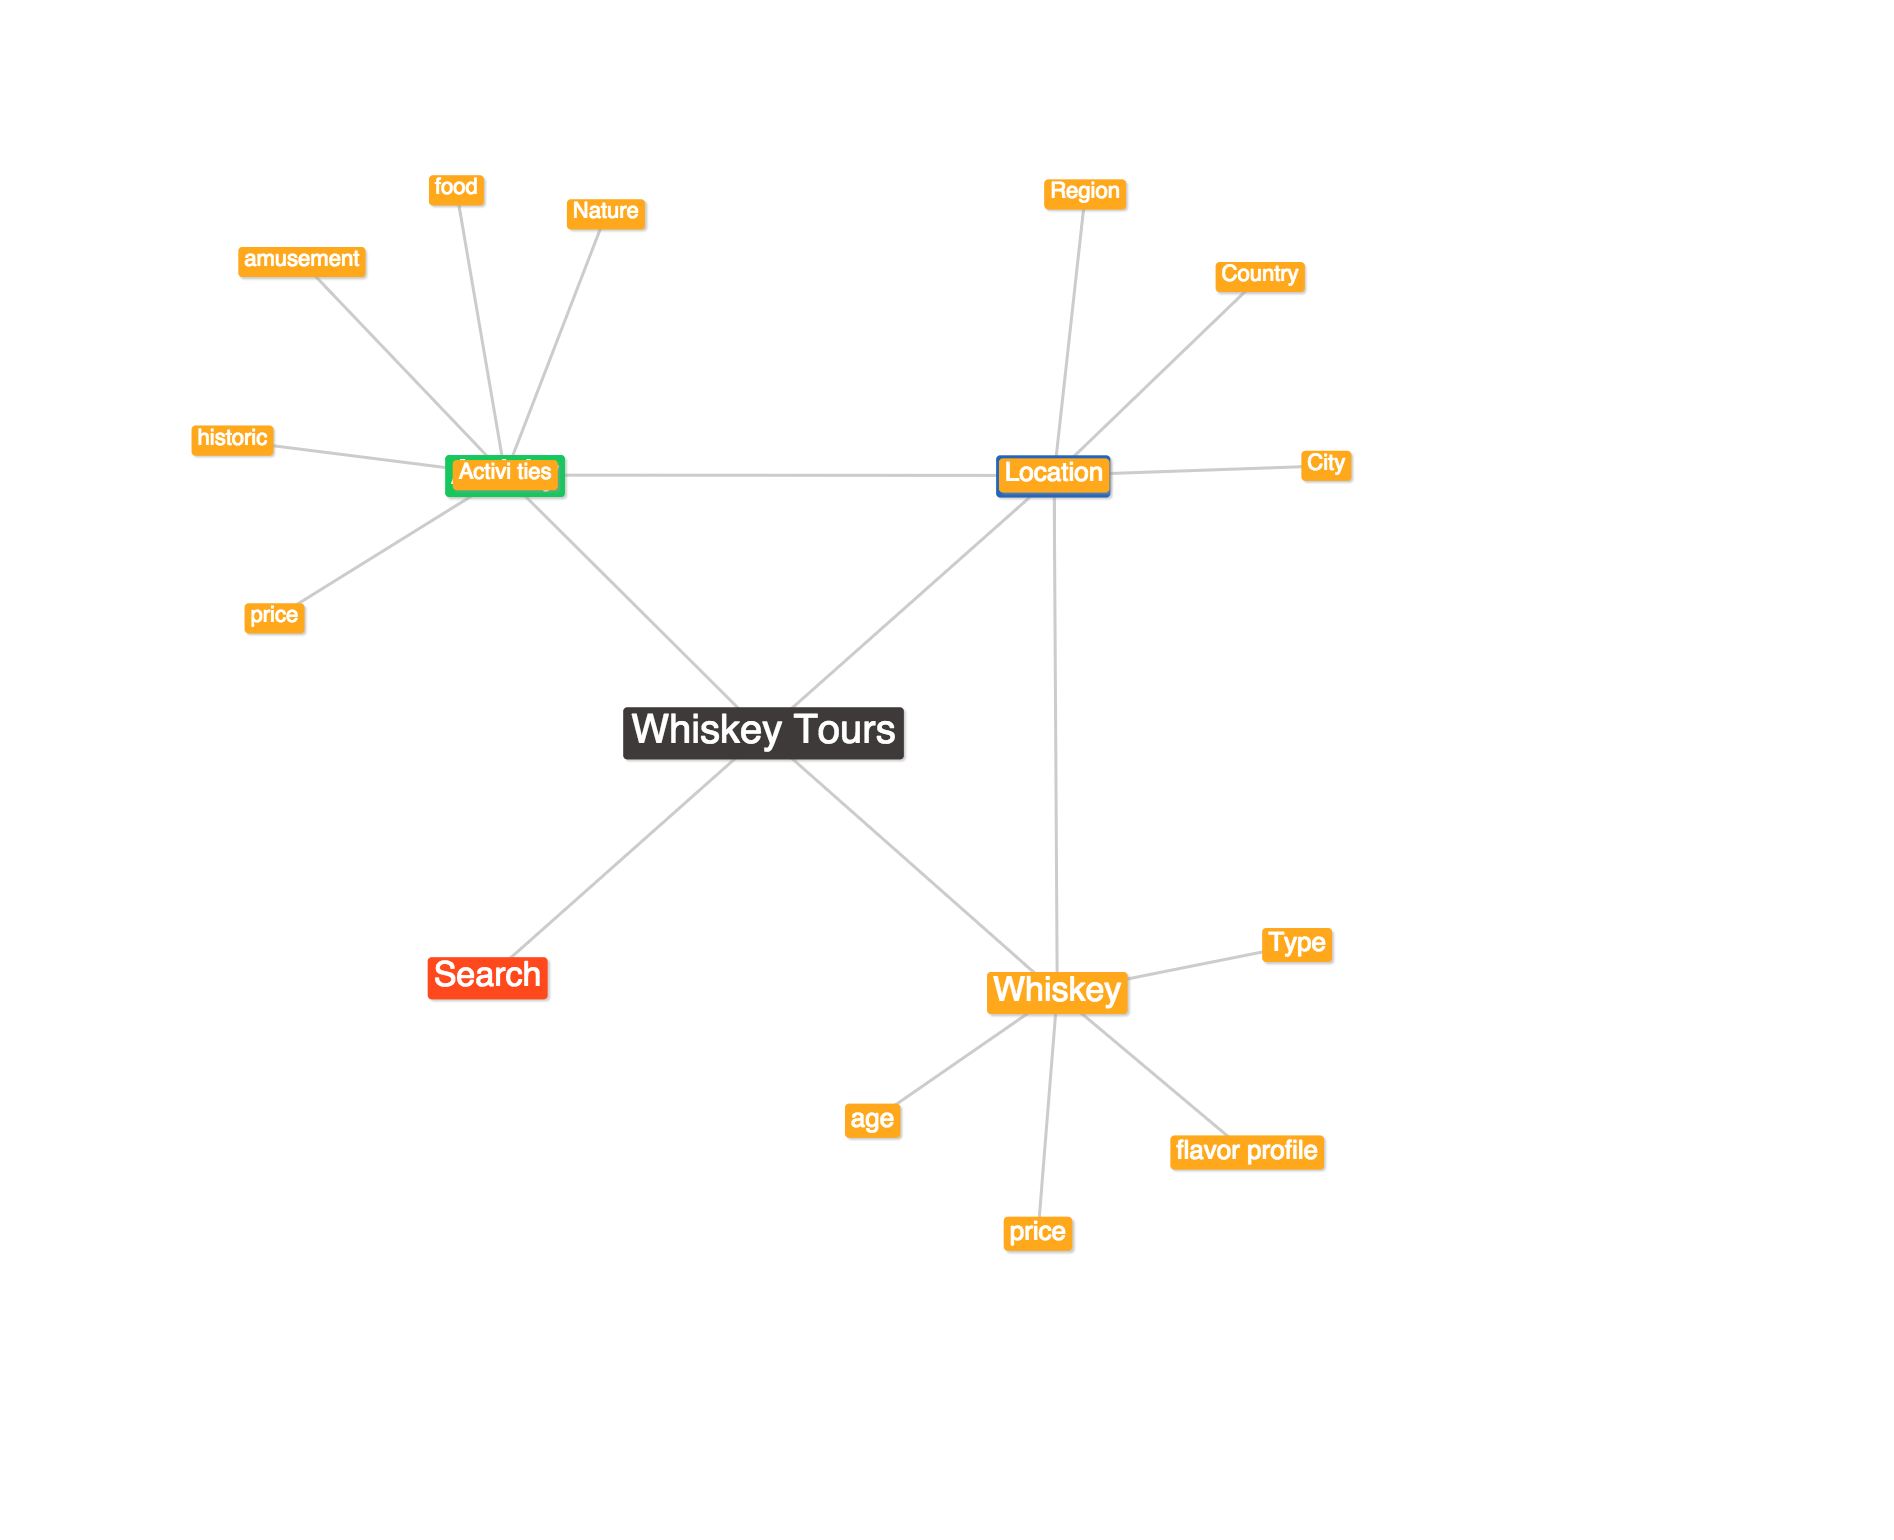 food
Nature
Region
amusement
Country
historic
Activi ties
Location
City
price
Whiskey Tours
Search
Type
Whiskey
age
flavor profile
price